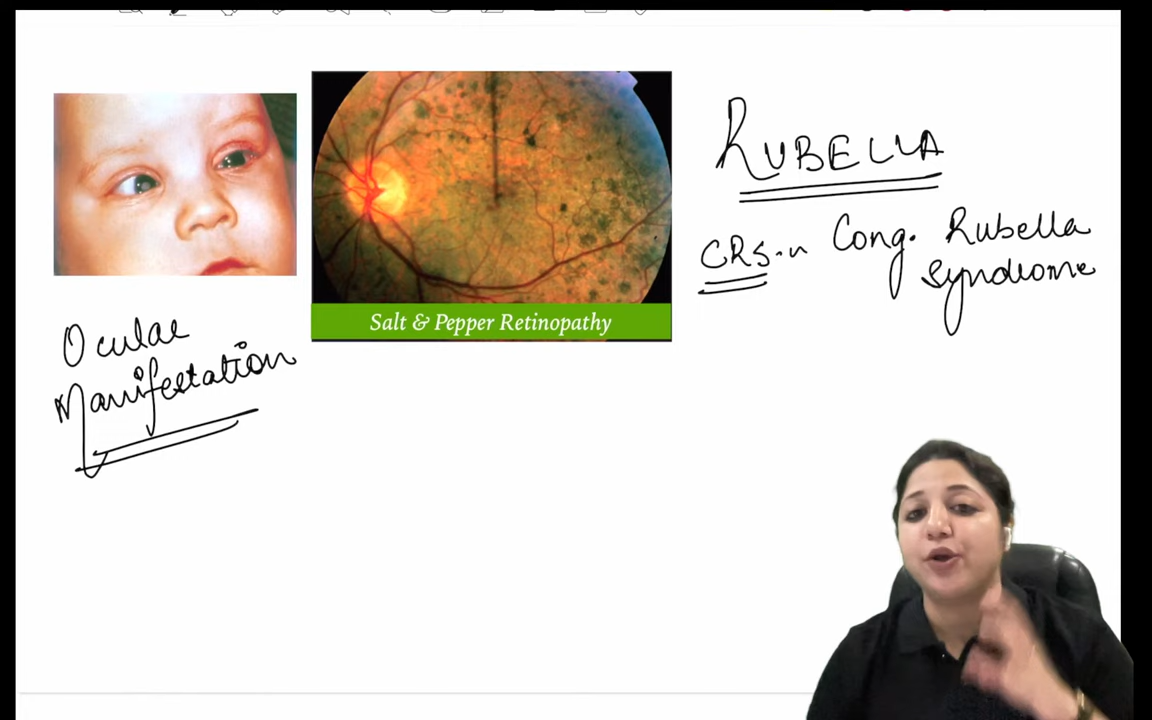 RUBELLA
CRS Cong. Rubella
syndrome
Salt & Pepper Retinopathy
Ocular
Manifestation